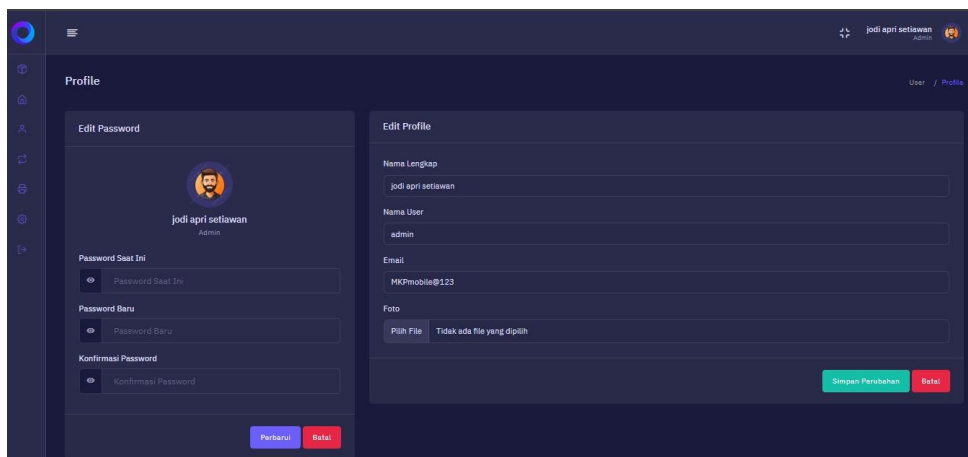 jodi apri setiawan
Admin
Profile
User / Profile
Edit Password
jodi apri setiawan
Admin
Password Saat Ini
Password Saat Ini
Password Baru
Password Baru
Konfirmasi Password
Konfirmasi Password
Perbarui Batal
Edit Profile
Nama Lengkap
jodi apri setiawan
Nama User
admin
Email
MKPmobile@123
Foto
Pilih File Tidak ada file yang dipilih
Simpan Perubahan Batal